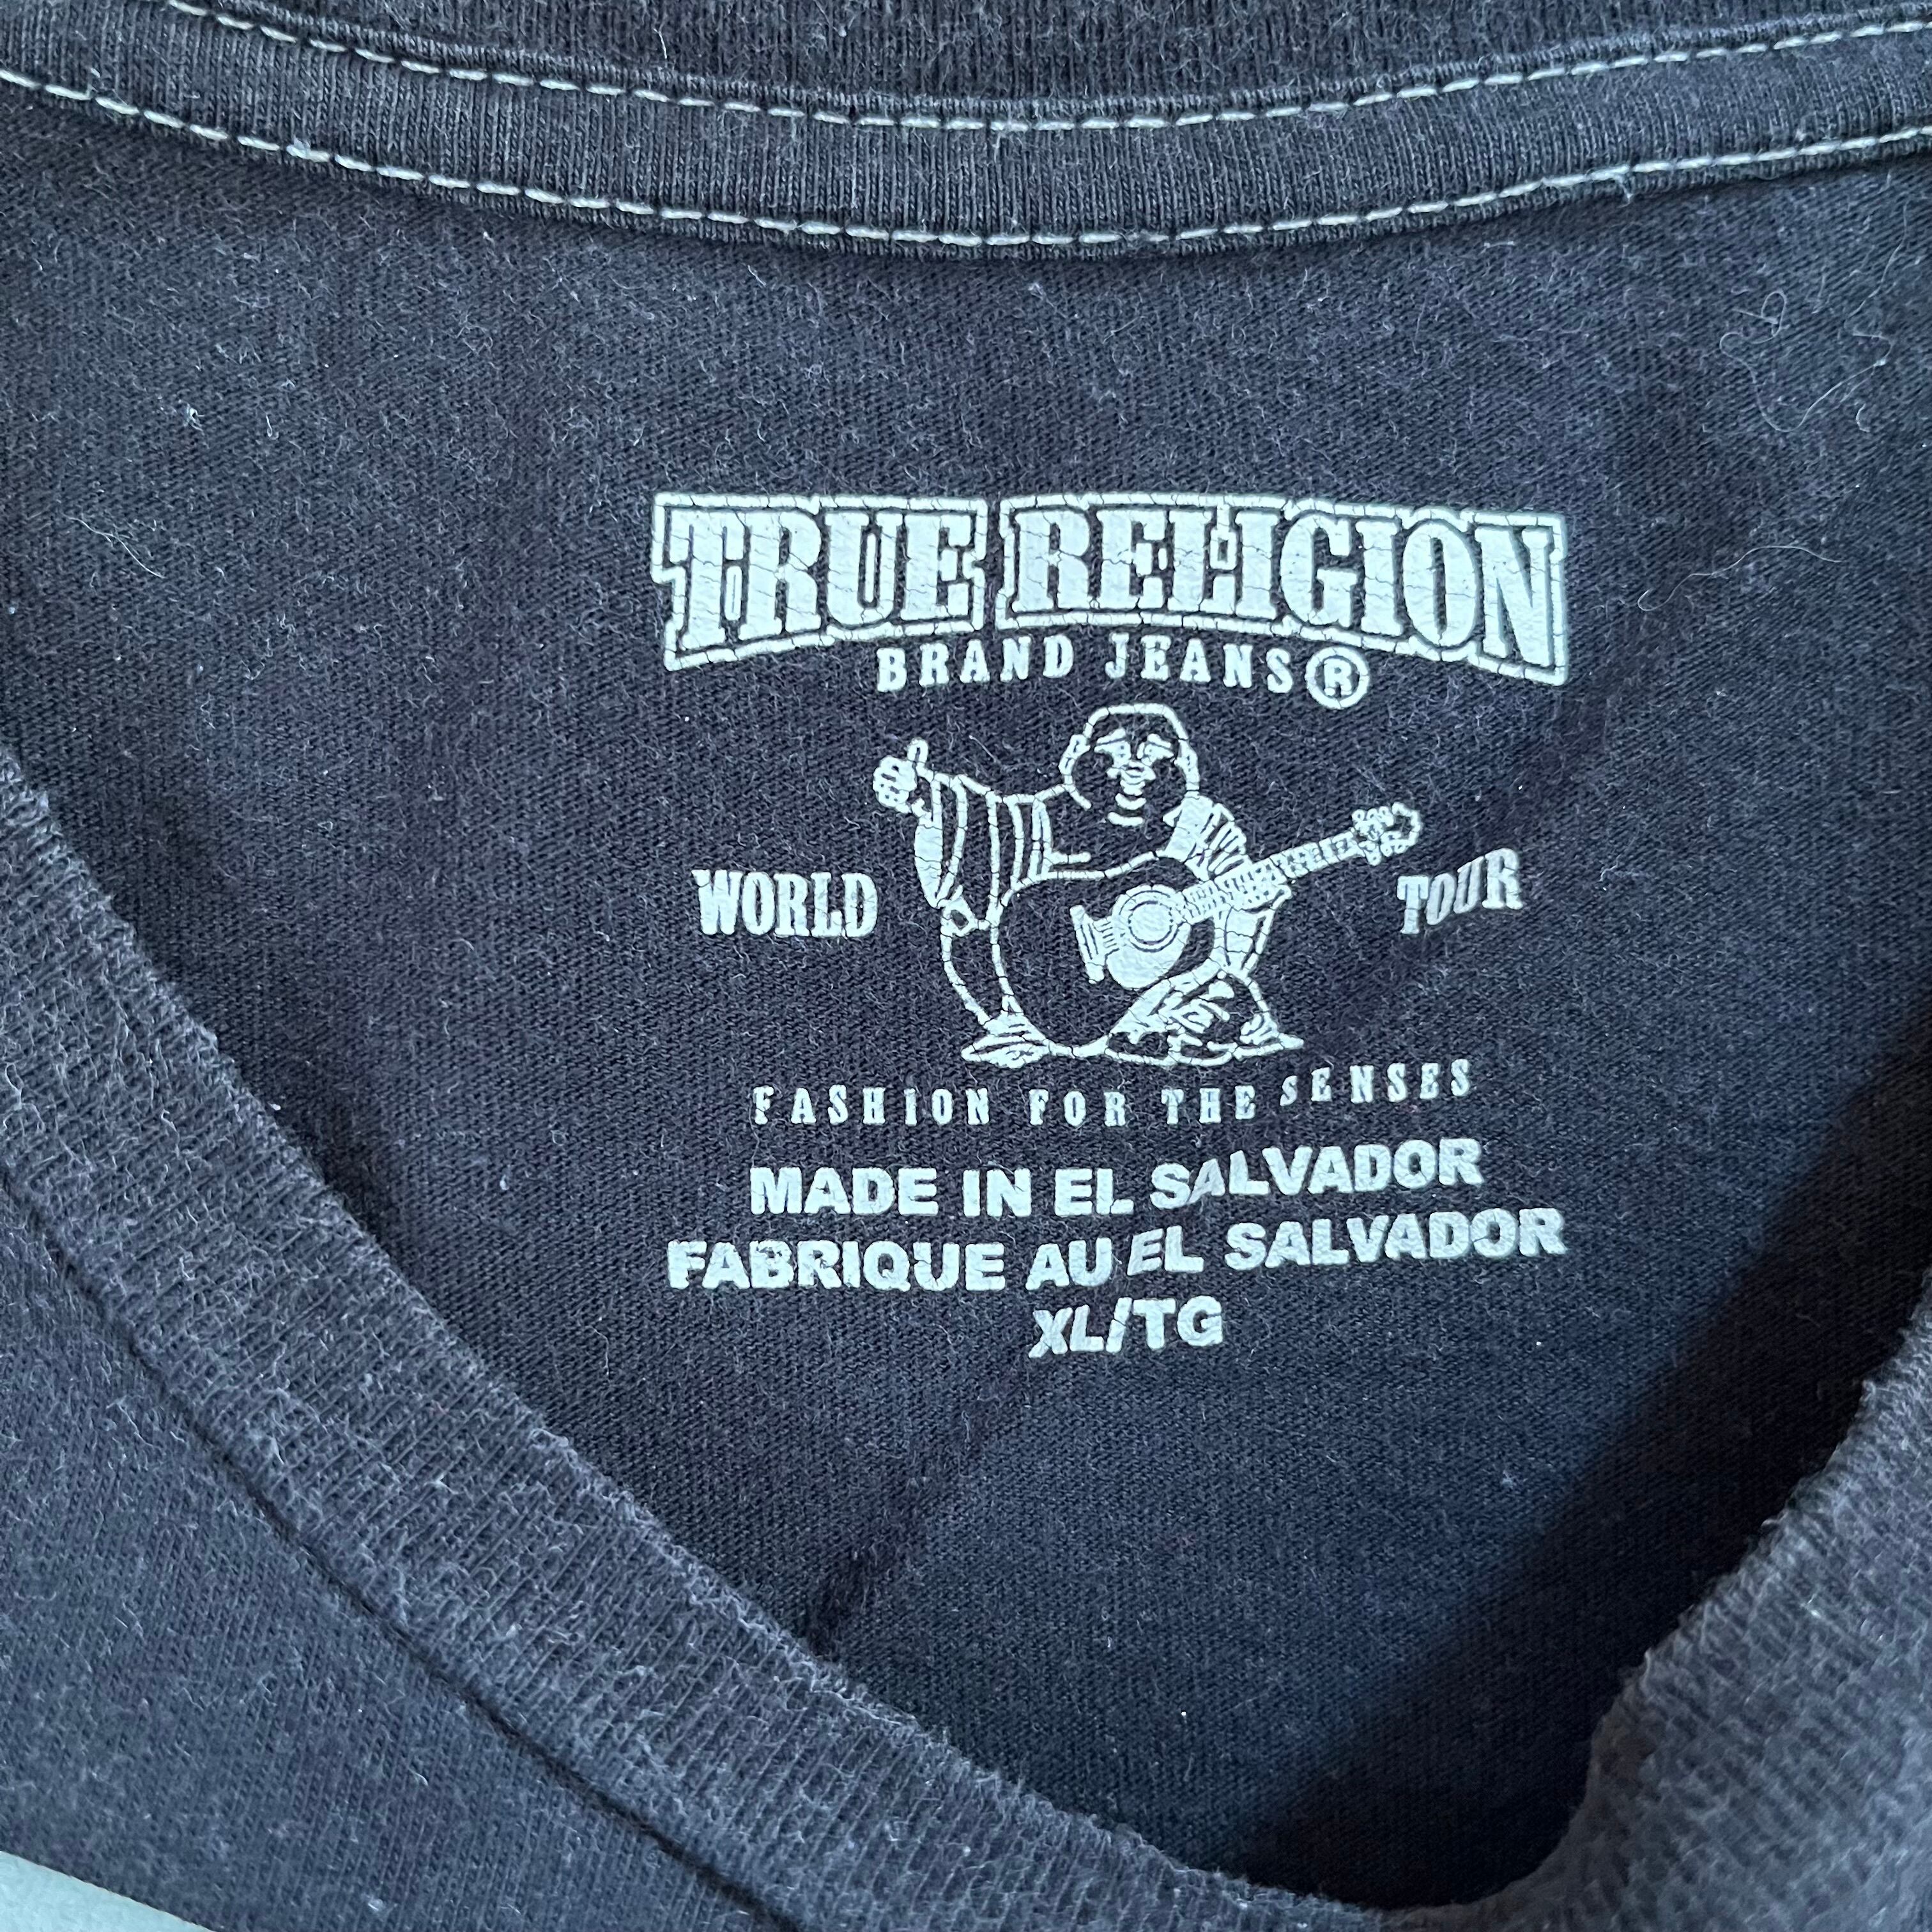 TRUE RELIGION
BRAND JEANS®
WORLD TOUR
FASHION FOR THE SENSES
MADE IN EL SALVADOR
FABRIQUE AU EL SALVADOR
XL/TG